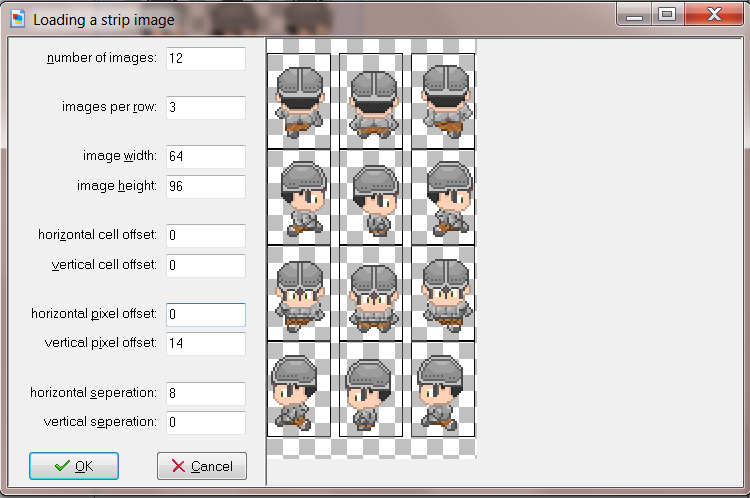 Loading a strip image
number of images: 12
images per row: 3
image width: 64
image height: 96
horizontal cell offset: 0
vertical cell offset: 0
horizontal pixel offset: 0
vertical pixel offset: 14
horizontal seperation: 8
vertical seperation: 0
OK Cancel